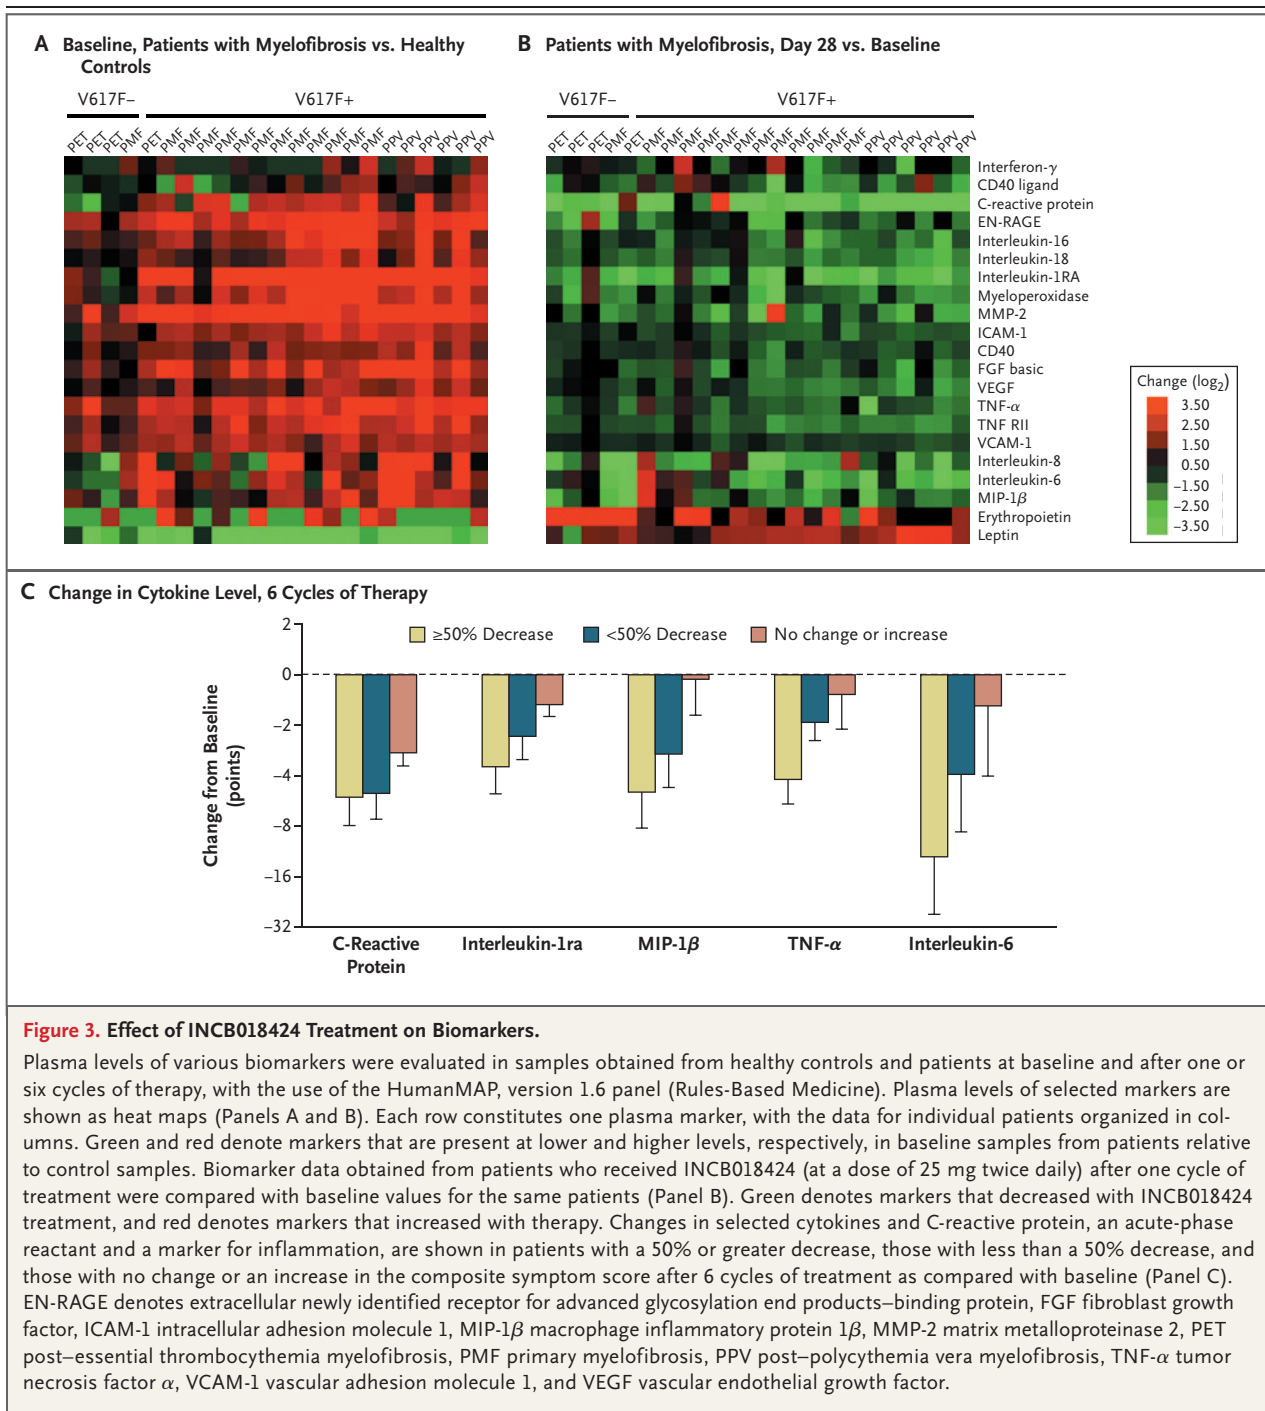 A Baseline, Patients with Myelofibrosis vs. Healthy
Controls
V617F– V617F+
PET PET PET PMF PET PMF PMF PMF PMF PMF PMF PMF PMF PMF PMF PMF PMF PPV PPV PPV PPV PPV PPV
B Patients with Myelofibrosis, Day 28 vs. Baseline
V617F– V617F+
PET PET PET PMF PET PMF PMF PMF PMF PMF PMF PMF PMF PMF PMF PMF PMF PPV PPV PPV PPV PPV PPV
Interferon-γ
CD40 ligand
C-reactive protein
EN-RAGE
Interleukin-16
Interleukin-18
Interleukin-1RA
Myeloperoxidase
MMP-2
ICAM-1
CD40
FGF basic
VEGF
TNF-α
TNF RII
VCAM-1
Interleukin-8
Interleukin-6
MIP-1β
Erythropoietin
Leptin
Change (log2)
3.50
2.50
1.50
0.50
–1.50
–2.50
–3.50
C Change in Cytokine Level, 6 Cycles of Therapy
≥50% Decrease <50% Decrease No change or increase
Change from Baseline
(points)
2
0
–2
–4
–8
–16
–32
C-Reactive
Protein
Interleukin-1ra
MIP-1β
TNF-α
Interleukin-6
Figure 3. Effect of INCB018424 Treatment on Biomarkers.
Plasma levels of various biomarkers were evaluated in samples obtained from healthy controls and patients at baseline and after one or
six cycles of therapy, with the use of the HumanMAP, version 1.6 panel (Rules-Based Medicine). Plasma levels of selected markers are
shown as heat maps (Panels A and B). Each row constitutes one plasma marker, with the data for individual patients organized in col-
umns. Green and red denote markers that are present at lower and higher levels, respectively, in baseline samples from patients relative
to control samples. Biomarker data obtained from patients who received INCB018424 (at a dose of 25 mg twice daily) after one cycle of
treatment were compared with baseline values for the same patients (Panel B). Green denotes markers that decreased with INCB018424
treatment, and red denotes markers that increased with therapy. Changes in selected cytokines and C-reactive protein, an acute-phase
reactant and a marker for inflammation, are shown in patients with a 50% or greater decrease, those with less than a 50% decrease, and
those with no change or an increase in the composite symptom score after 6 cycles of treatment as compared with baseline (Panel C).
EN-RAGE denotes extracellular newly identified receptor for advanced glycosylation end products–binding protein, FGF fibroblast growth
factor, ICAM-1 intracellular adhesion molecule 1, MIP-1β macrophage inflammatory protein 1β, MMP-2 matrix metalloproteinase 2, PET
post–essential thrombocythemia myelofibrosis, PMF primary myelofibrosis, PPV post–polycythemia vera myelofibrosis, TNF-α tumor
necrosis factor α, VCAM-1 vascular adhesion molecule 1, and VEGF vascular endothelial growth factor.